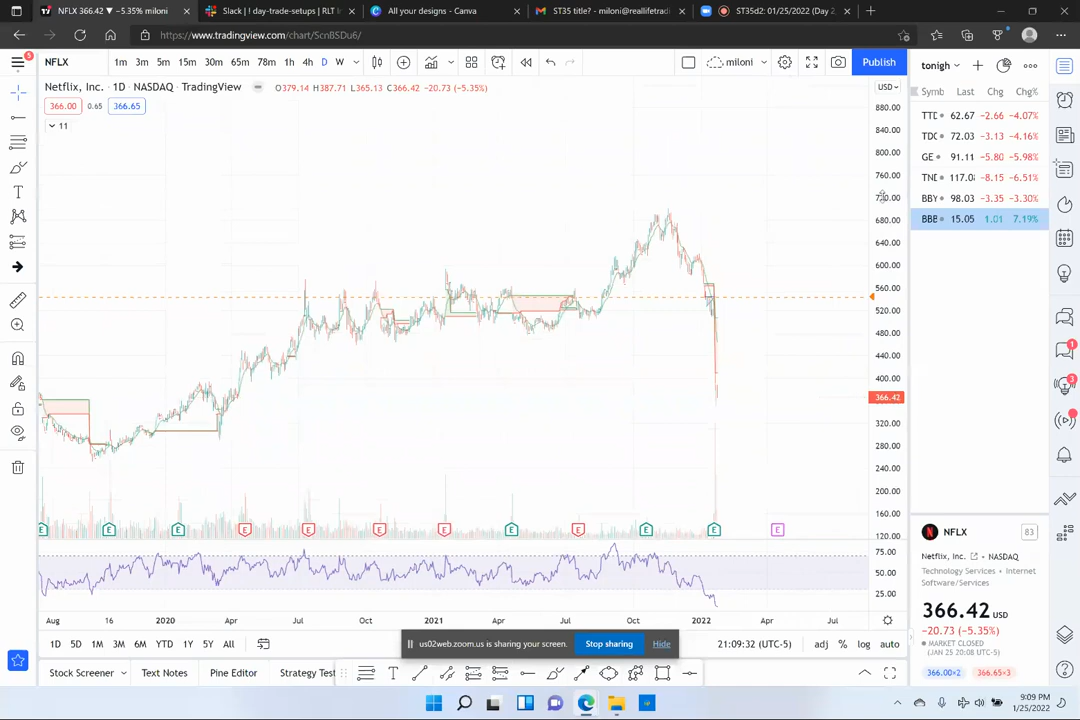 NFLX 366.42 ▼ −5.35% miloni
Slack | ! day-trade-setups | RLT I
All your designs - Canva
ST35 title? - miloni@reallifetrad
ST35d2: 01/25/2022 (Day 2,
https://www.tradingview.com/chart/ScnBSDu6/
5
NFLX
1m 3m 5m 15m 30m 65m 78m 1h 4h D W
miloni
Publish
tonigh
Netflix, Inc. · 1D · NASDAQ · TradingView
O379.14 H387.71 L365.13 C366.42 −20.73 (−5.35%)
366.00 0.65 366.65
11
USD
Symb Last Chg Chg%
TTD 62.67 −2.66 −4.07%
TDC 72.03 −3.13 −4.16%
GE 91.11 −5.80 −5.98%
TND 117.08 −8.15 −6.51%
BBY 98.03 −3.35 −3.30%
BBB 15.05 1.01 7.19%
880.00
840.00
800.00
760.00
720.00
680.00
640.00
600.00
560.00
520.00
480.00
440.00
400.00
366.42
320.00
280.00
240.00
200.00
160.00
120.00
75.00
50.00
25.00
E E E E E E E E E E E E
Aug 2020 Apr Jul Oct 2021 Apr Jul Oct 2022 Apr Jul
1
3
NFLX
83
Netflix, Inc. • NASDAQ
Technology Services • Internet
Software/Services
366.42 USD
−20.73 (−5.35%)
MARKET CLOSED
(JAN 25 20:08 UTC-5)
366.00×2 366.65×3
1D 5D 1M 3M 6M YTD 1Y 5Y All
us02web.zoom.us is sharing your screen.
Stop sharing
Hide
21:09:32 (UTC-5)
adj % log auto
Stock Screener
Text Notes
Pine Editor
Strategy Test
9:09 PM
1/25/2022